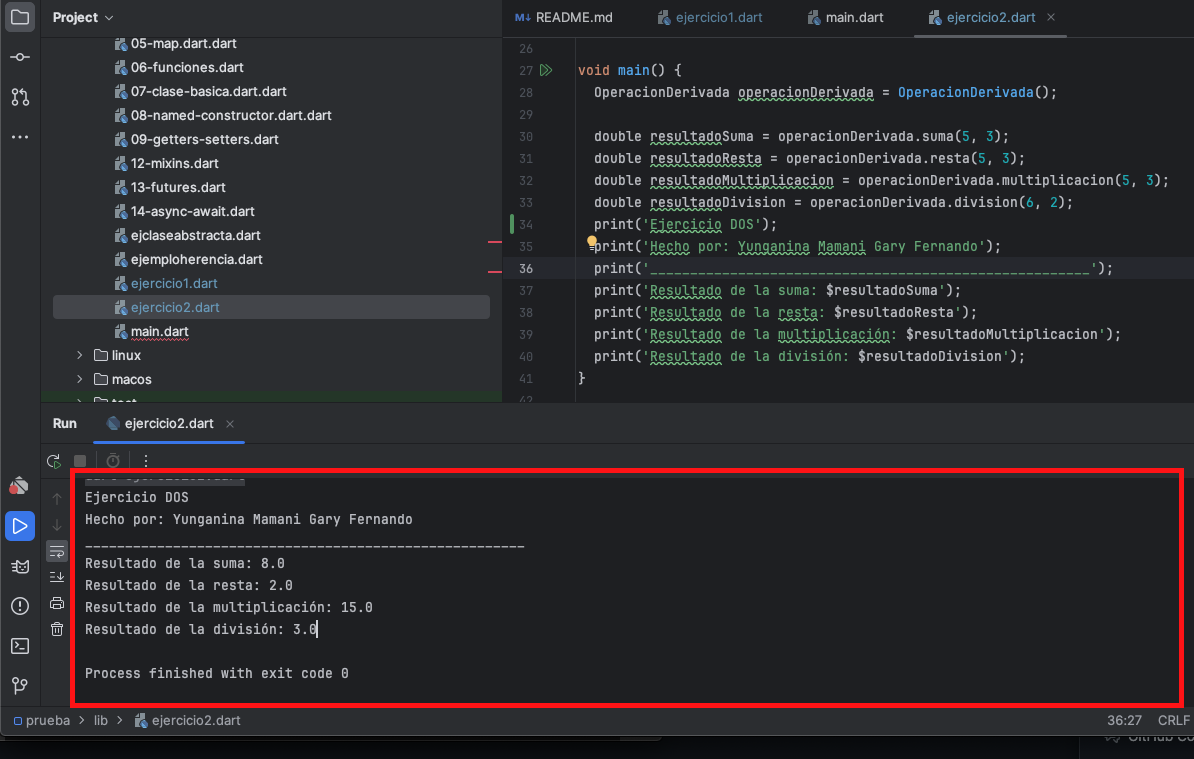 Project
README.md
ejercicio1.dart
main.dart
ejercicio2.dart
05-map.dart.dart
06-funciones.dart
07-clase-basica.dart.dart
08-named-constructor.dart.dart
09-getters-setters.dart
12-mixins.dart
13-futures.dart
14-async-await.dart
ejclaseabstracta.dart
ejemploherencia.dart
ejercicio1.dart
ejercicio2.dart
main.dart
linux
macos
test
26
27 void main() {
28 OperacionDerivada operacionDerivada = OperacionDerivada();
29
30 double resultadoSuma = operacionDerivada.suma(5, 3);
31 double resultadoResta = operacionDerivada.resta(5, 3);
32 double resultadoMultiplicacion = operacionDerivada.multiplicacion(5, 3);
33 double resultadoDivision = operacionDerivada.division(6, 2);
34 print('Ejercicio DOS');
35 print('Hecho por: Yunganina Mamani Gary Fernando');
36 print('_______________________________________________________');
37 print('Resultado de la suma: $resultadoSuma');
38 print('Resultado de la resta: $resultadoResta');
39 print('Resultado de la multiplicación: $resultadoMultiplicacion');
40 print('Resultado de la división: $resultadoDivision');
41 }
42
Run
ejercicio2.dart
Ejercicio DOS
Hecho por: Yunganina Mamani Gary Fernando
_______________________________________________________
Resultado de la suma: 8.0
Resultado de la resta: 2.0
Resultado de la multiplicación: 15.0
Resultado de la división: 3.0
Process finished with exit code 0
prueba > lib > ejercicio2.dart
36:27 CRLF